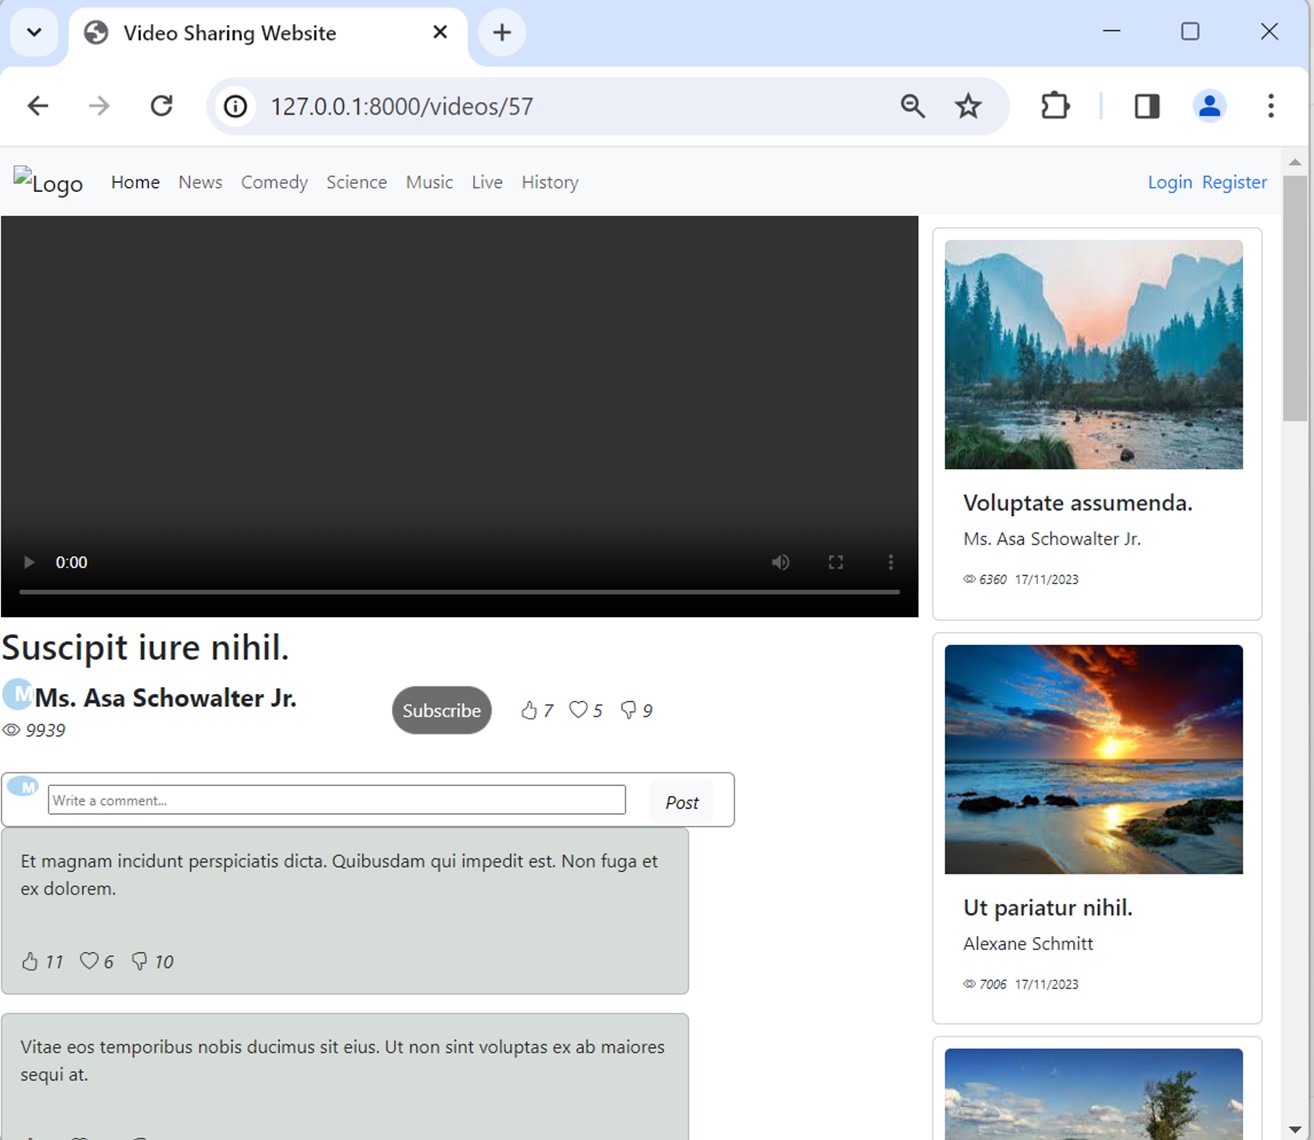 Video Sharing Website
127.0.0.1:8000/videos/57
Logo Home News Comedy Science Music Live History Login Register
0:00
Suscipit iure nihil.
M Ms. Asa Schowalter Jr.
9939
Subscribe 7 5 9
M Write a comment... Post
Et magnam incidunt perspiciatis dicta. Quibusdam qui impedit est. Non fuga et
ex dolorem.
11 6 10
Vitae eos temporibus nobis ducimus sit eius. Ut non sint voluptas ex ab maiores
sequi at.
Voluptate assumenda.
Ms. Asa Schowalter Jr.
6360 17/11/2023
Ut pariatur nihil.
Alexane Schmitt
7006 17/11/2023